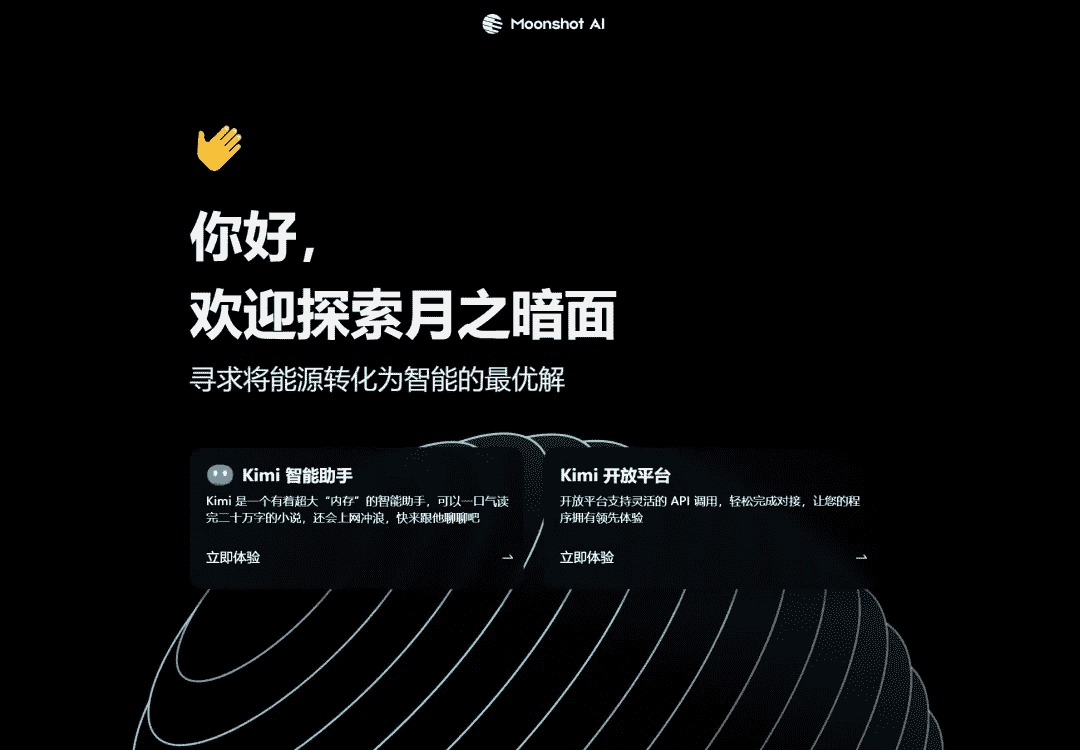 Moonshot AI
你好，
欢迎探索月之暗面
寻求将能源转化为智能的最优解
Kimi 智能助手
Kimi 是一个有着超大“内存”的智能助手，可以一口气读
完二十万字的小说，还会上网冲浪，快来跟他聊聊吧
立即体验
Kimi 开放平台
开放平台支持灵活的 API 调用，轻松完成对接，让您的程
序拥有领先体验
立即体验